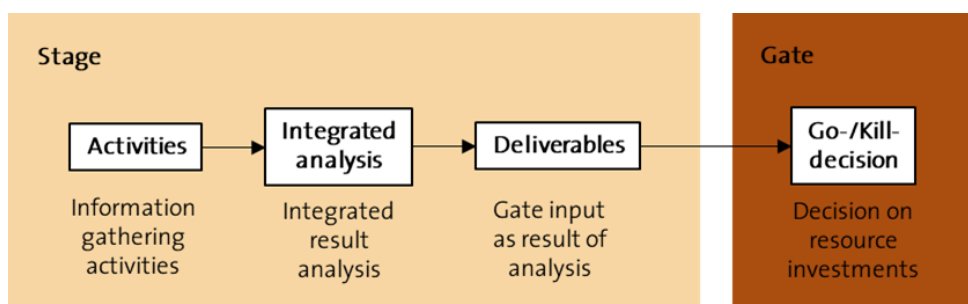 Stage
Gate
Activities
Integrated
analysis
Deliverables
Go-/Kill-
decision
Information
gathering
activities
Integrated
result
analysis
Gate input
as result of
analysis
Decision on
resource
investments